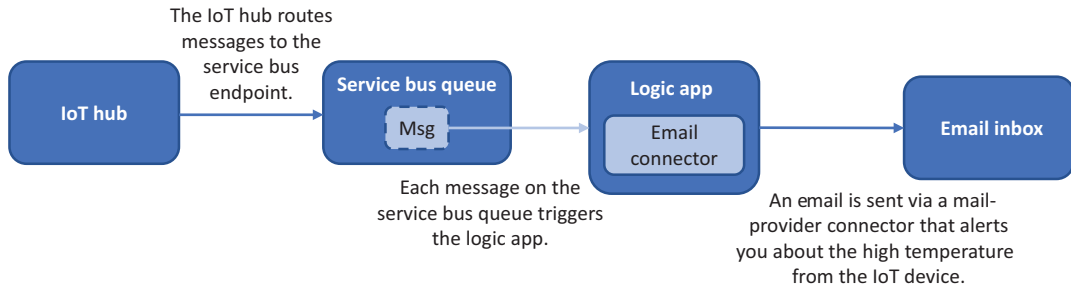 The IoT hub routes
messages to the
service bus
endpoint.
IoT hub
Service bus queue
Msg
Each message on the
service bus queue triggers
the logic app.
Logic app
Email
connector
Email inbox
An email is sent via a mail-
provider connector that alerts
you about the high temperature
from the IoT device.